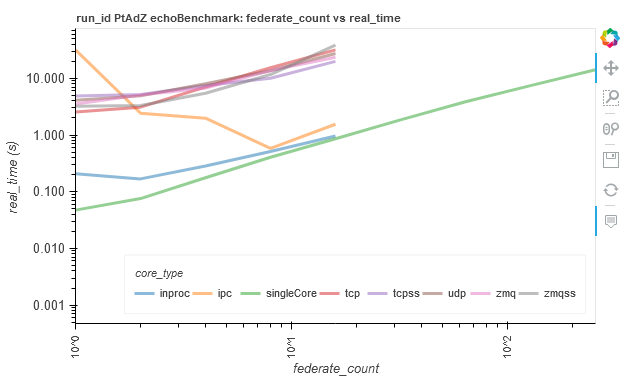 run_id PtAdZ echoBenchmark: federate_count vs real_time
real_time (s)
10.000
1.000
0.100
0.010
0.001
core_type
inproc ipc singleCore tcp tcpss udp zmq zmqss
10^0 10^1 10^2
federate_count